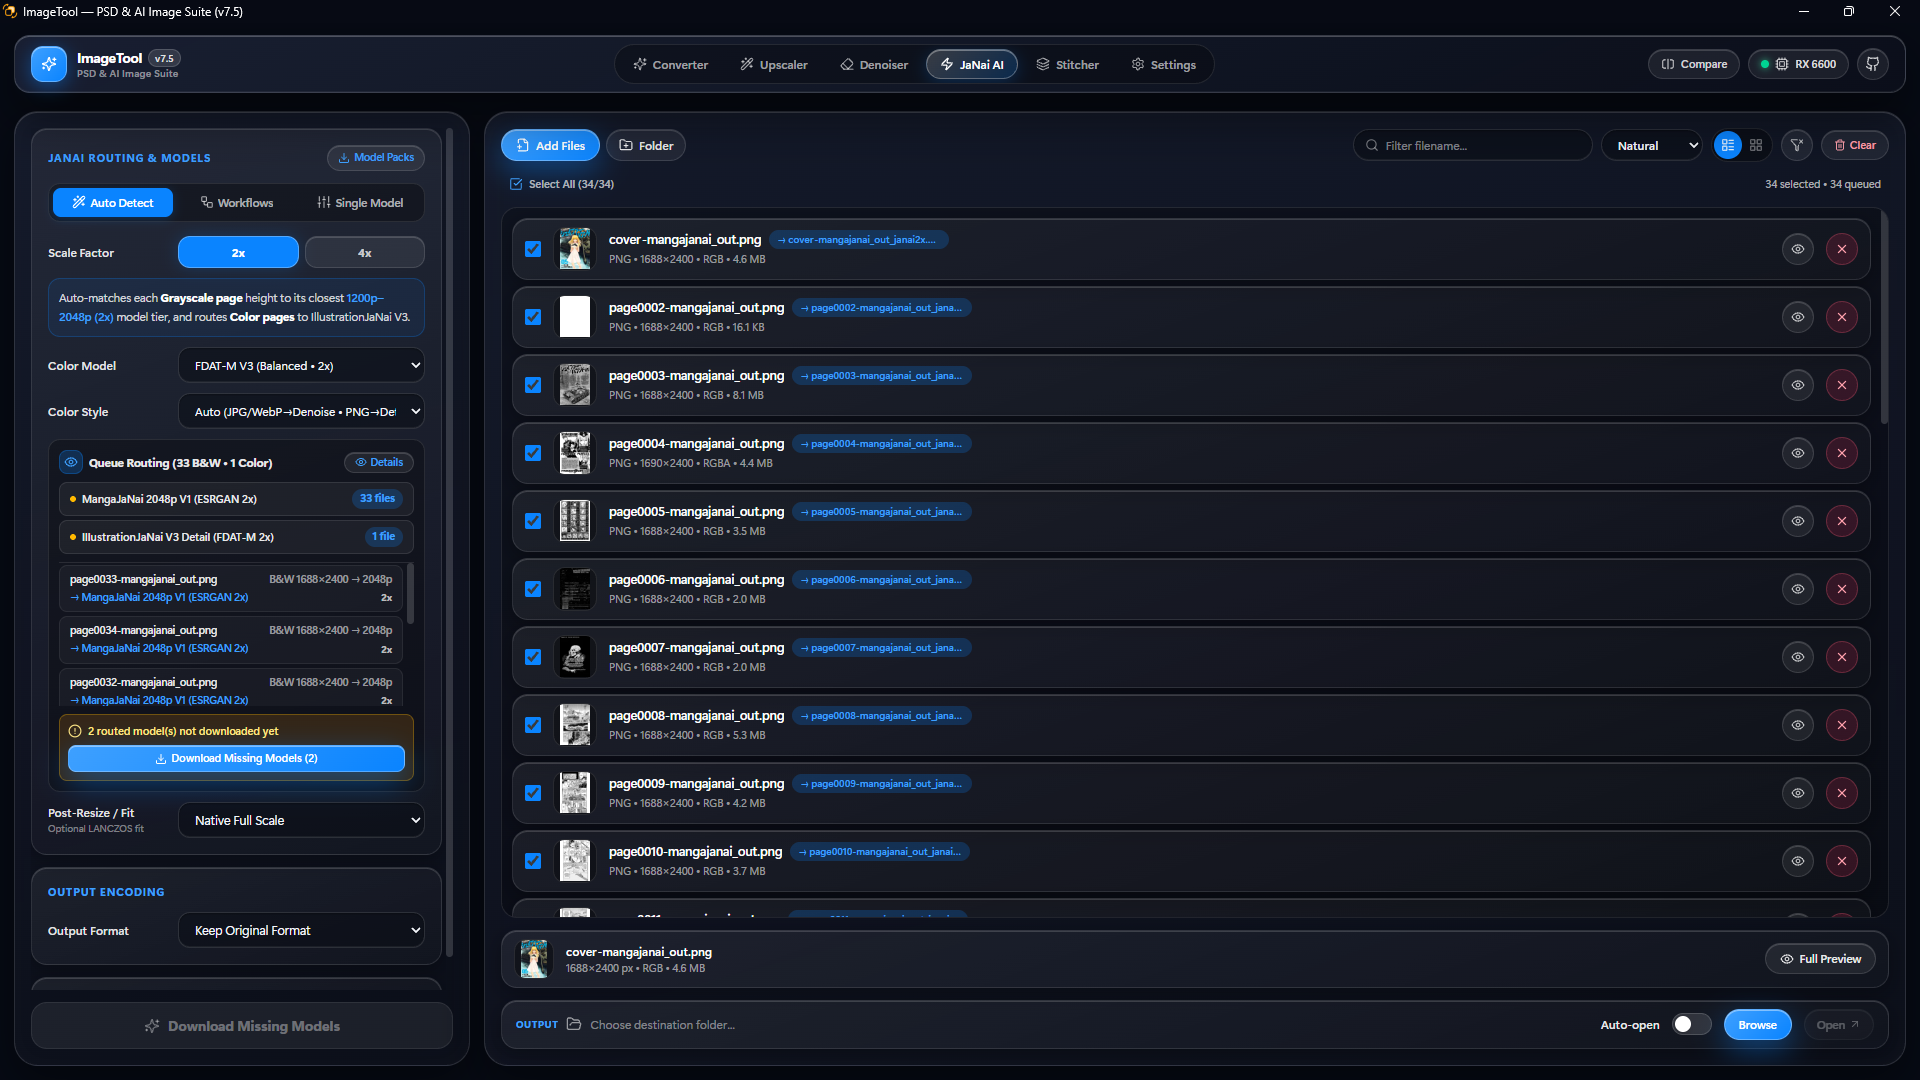 ImageTool — PSD & AI Image Suite (v7.5)
ImageTool v7.5
PSD & AI Image Suite
Converter
Upscaler
Denoiser
JaNai AI
Stitcher
Settings
Compare
RX 6600
JANAI ROUTING & MODELS
Model Packs
Auto Detect
Workflows
Single Model
Scale Factor
2x
4x
Auto-matches each Grayscale page height to its closest 1200p–
2048p (2x) model tier, and routes Color pages to IllustrationJaNai V3.
Color Model
FDAT-M V3 (Balanced • 2x)
Color Style
Auto (JPG/WebP→Denoise • PNG→Det
Queue Routing (33 B&W • 1 Color)
Details
MangaJaNai 2048p V1 (ESRGAN 2x)
33 files
IllustrationJaNai V3 Detail (FDAT-M 2x)
1 file
page0033-mangajanai_out.png
B&W 1688×2400 → 2048p
→ MangaJaNai 2048p V1 (ESRGAN 2x)
2x
page0034-mangajanai_out.png
B&W 1688×2400 → 2048p
→ MangaJaNai 2048p V1 (ESRGAN 2x)
2x
page0032-mangajanai_out.png
B&W 1688×2400 → 2048p
→ MangaJaNai 2048p V1 (ESRGAN 2x)
2x
2 routed model(s) not downloaded yet
Download Missing Models (2)
Post-Resize / Fit
Optional LANCZOS fit
Native Full Scale
OUTPUT ENCODING
Output Format
Keep Original Format
Download Missing Models
Add Files
Folder
Filter filename...
Natural
Clear
Select All (34/34)
34 selected • 34 queued
cover-mangajanai_out.png
→ cover-mangajanai_out_janai2x....
PNG • 1688×2400 • RGB • 4.6 MB
page0002-mangajanai_out.png
→ page0002-mangajanai_out_jana...
PNG • 1688×2400 • RGB • 16.1 KB
page0003-mangajanai_out.png
→ page0003-mangajanai_out_jana...
PNG • 1688×2400 • RGB • 8.1 MB
page0004-mangajanai_out.png
→ page0004-mangajanai_out_jana...
PNG • 1690×2400 • RGBA • 4.4 MB
page0005-mangajanai_out.png
→ page0005-mangajanai_out_jana...
PNG • 1688×2400 • RGB • 3.5 MB
page0006-mangajanai_out.png
→ page0006-mangajanai_out_jana...
PNG • 1688×2400 • RGB • 2.0 MB
page0007-mangajanai_out.png
→ page0007-mangajanai_out_jana...
PNG • 1688×2400 • RGB • 2.0 MB
page0008-mangajanai_out.png
→ page0008-mangajanai_out_jana...
PNG • 1688×2400 • RGB • 5.3 MB
page0009-mangajanai_out.png
→ page0009-mangajanai_out_jana...
PNG • 1688×2400 • RGB • 4.2 MB
page0010-mangajanai_out.png
→ page0010-mangajanai_out_janai...
PNG • 1688×2400 • RGB • 3.7 MB
cover-mangajanai_out.png
1688×2400 px • RGB • 4.6 MB
Full Preview
OUTPUT
Choose destination folder...
Auto-open
Browse
Open